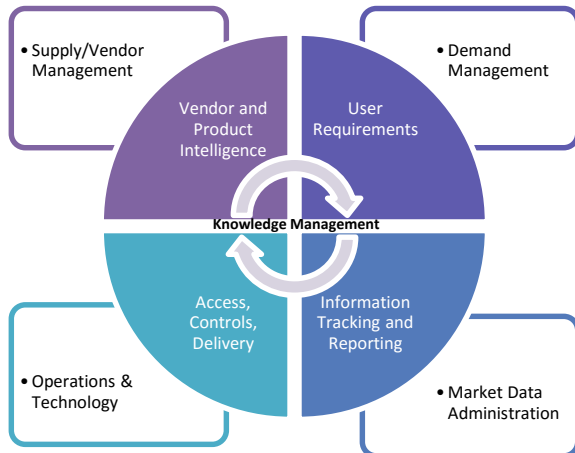 • Supply/Vendor
Management
• Demand
Management
Vendor and
Product
Intelligence
User
Requirements
Knowledge Management
Access,
Controls,
Delivery
Information
Tracking and
Reporting
• Operations &
Technology
• Market Data
Administration